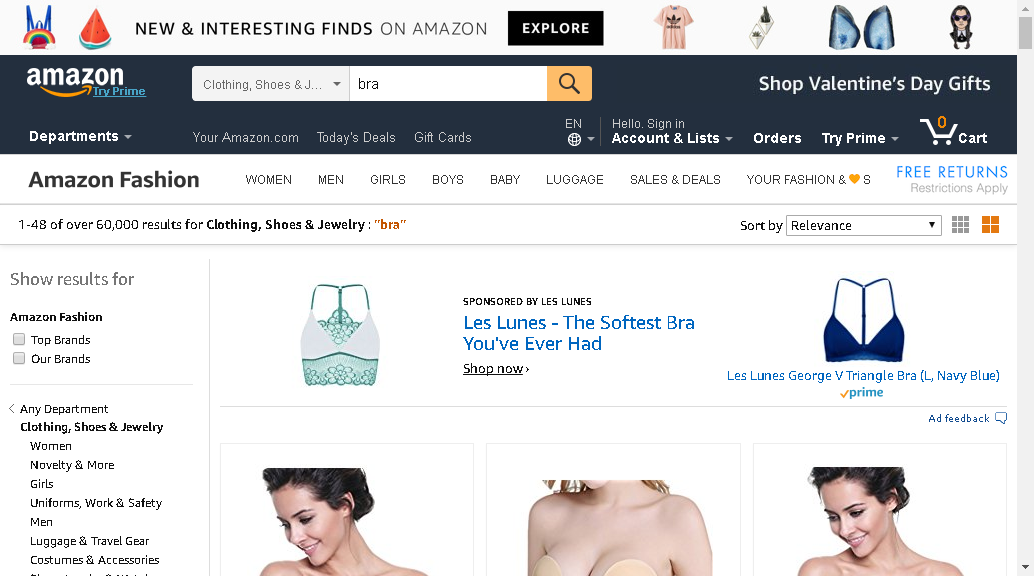 NEW & INTERESTING FINDS ON AMAZON
EXPLORE
amazon
Try Prime
Clothing, Shoes & J...
bra
Shop Valentine's Day Gifts
Departments
Your Amazon.com
Today's Deals
Gift Cards
EN
Hello. Sign in
Account & Lists
Orders
Try Prime
0
Cart
Amazon Fashion
WOMEN
MEN
GIRLS
BOYS
BABY
LUGGAGE
SALES & DEALS
YOUR FASHION & 🧡 S
FREE RETURNS
Restrictions Apply
1-48 of over 60,000 results for Clothing, Shoes & Jewelry : "bra"
Sort by
Relevance
Show results for
Amazon Fashion
Top Brands
Our Brands
Any Department
Clothing, Shoes & Jewelry
Women
Novelty & More
Girls
Uniforms, Work & Safety
Men
Luggage & Travel Gear
Costumes & Accessories
SPONSORED BY LES LUNES
Les Lunes - The Softest Bra
You've Ever Had
Shop now ›
Les Lunes George V Triangle Bra (L, Navy Blue)
prime
Ad feedback